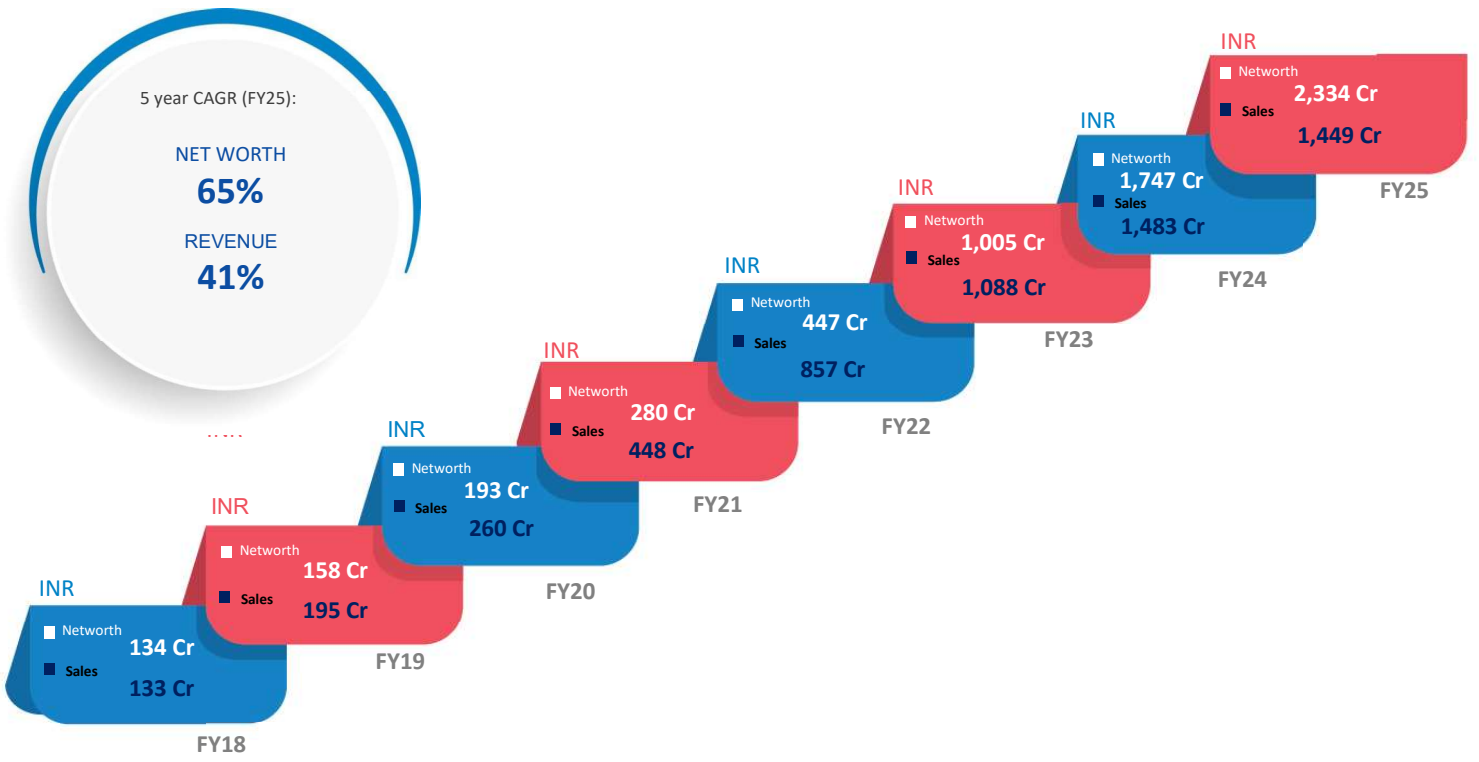 5 year CAGR (FY25):
NET WORTH
65%
REVENUE
41%
INR
Networth
134 Cr
Sales
133 Cr
FY18
INR
Networth
158 Cr
Sales
195 Cr
FY19
INR
Networth
193 Cr
Sales
260 Cr
FY20
INR
Networth
280 Cr
Sales
448 Cr
FY21
INR
Networth
447 Cr
Sales
857 Cr
FY22
INR
Networth
1,005 Cr
Sales
1,088 Cr
FY23
INR
Networth
1,747 Cr
Sales
1,483 Cr
FY24
INR
Networth
2,334 Cr
Sales
1,449 Cr
FY25